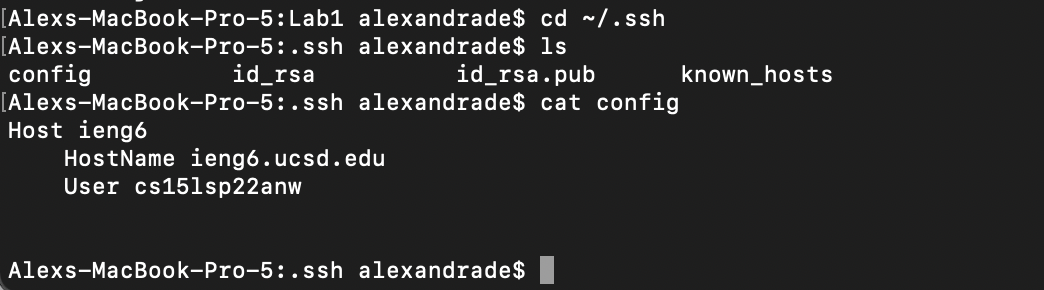 [Alexs-MacBook-Pro-5:Lab1 alexandrade$ cd ~/.ssh
[Alexs-MacBook-Pro-5:.ssh alexandrade$ ls
config          id_rsa          id_rsa.pub      known_hosts
[Alexs-MacBook-Pro-5:.ssh alexandrade$ cat config
Host ieng6
    HostName ieng6.ucsd.edu
    User cs15lsp22anw
Alexs-MacBook-Pro-5:.ssh alexandrade$